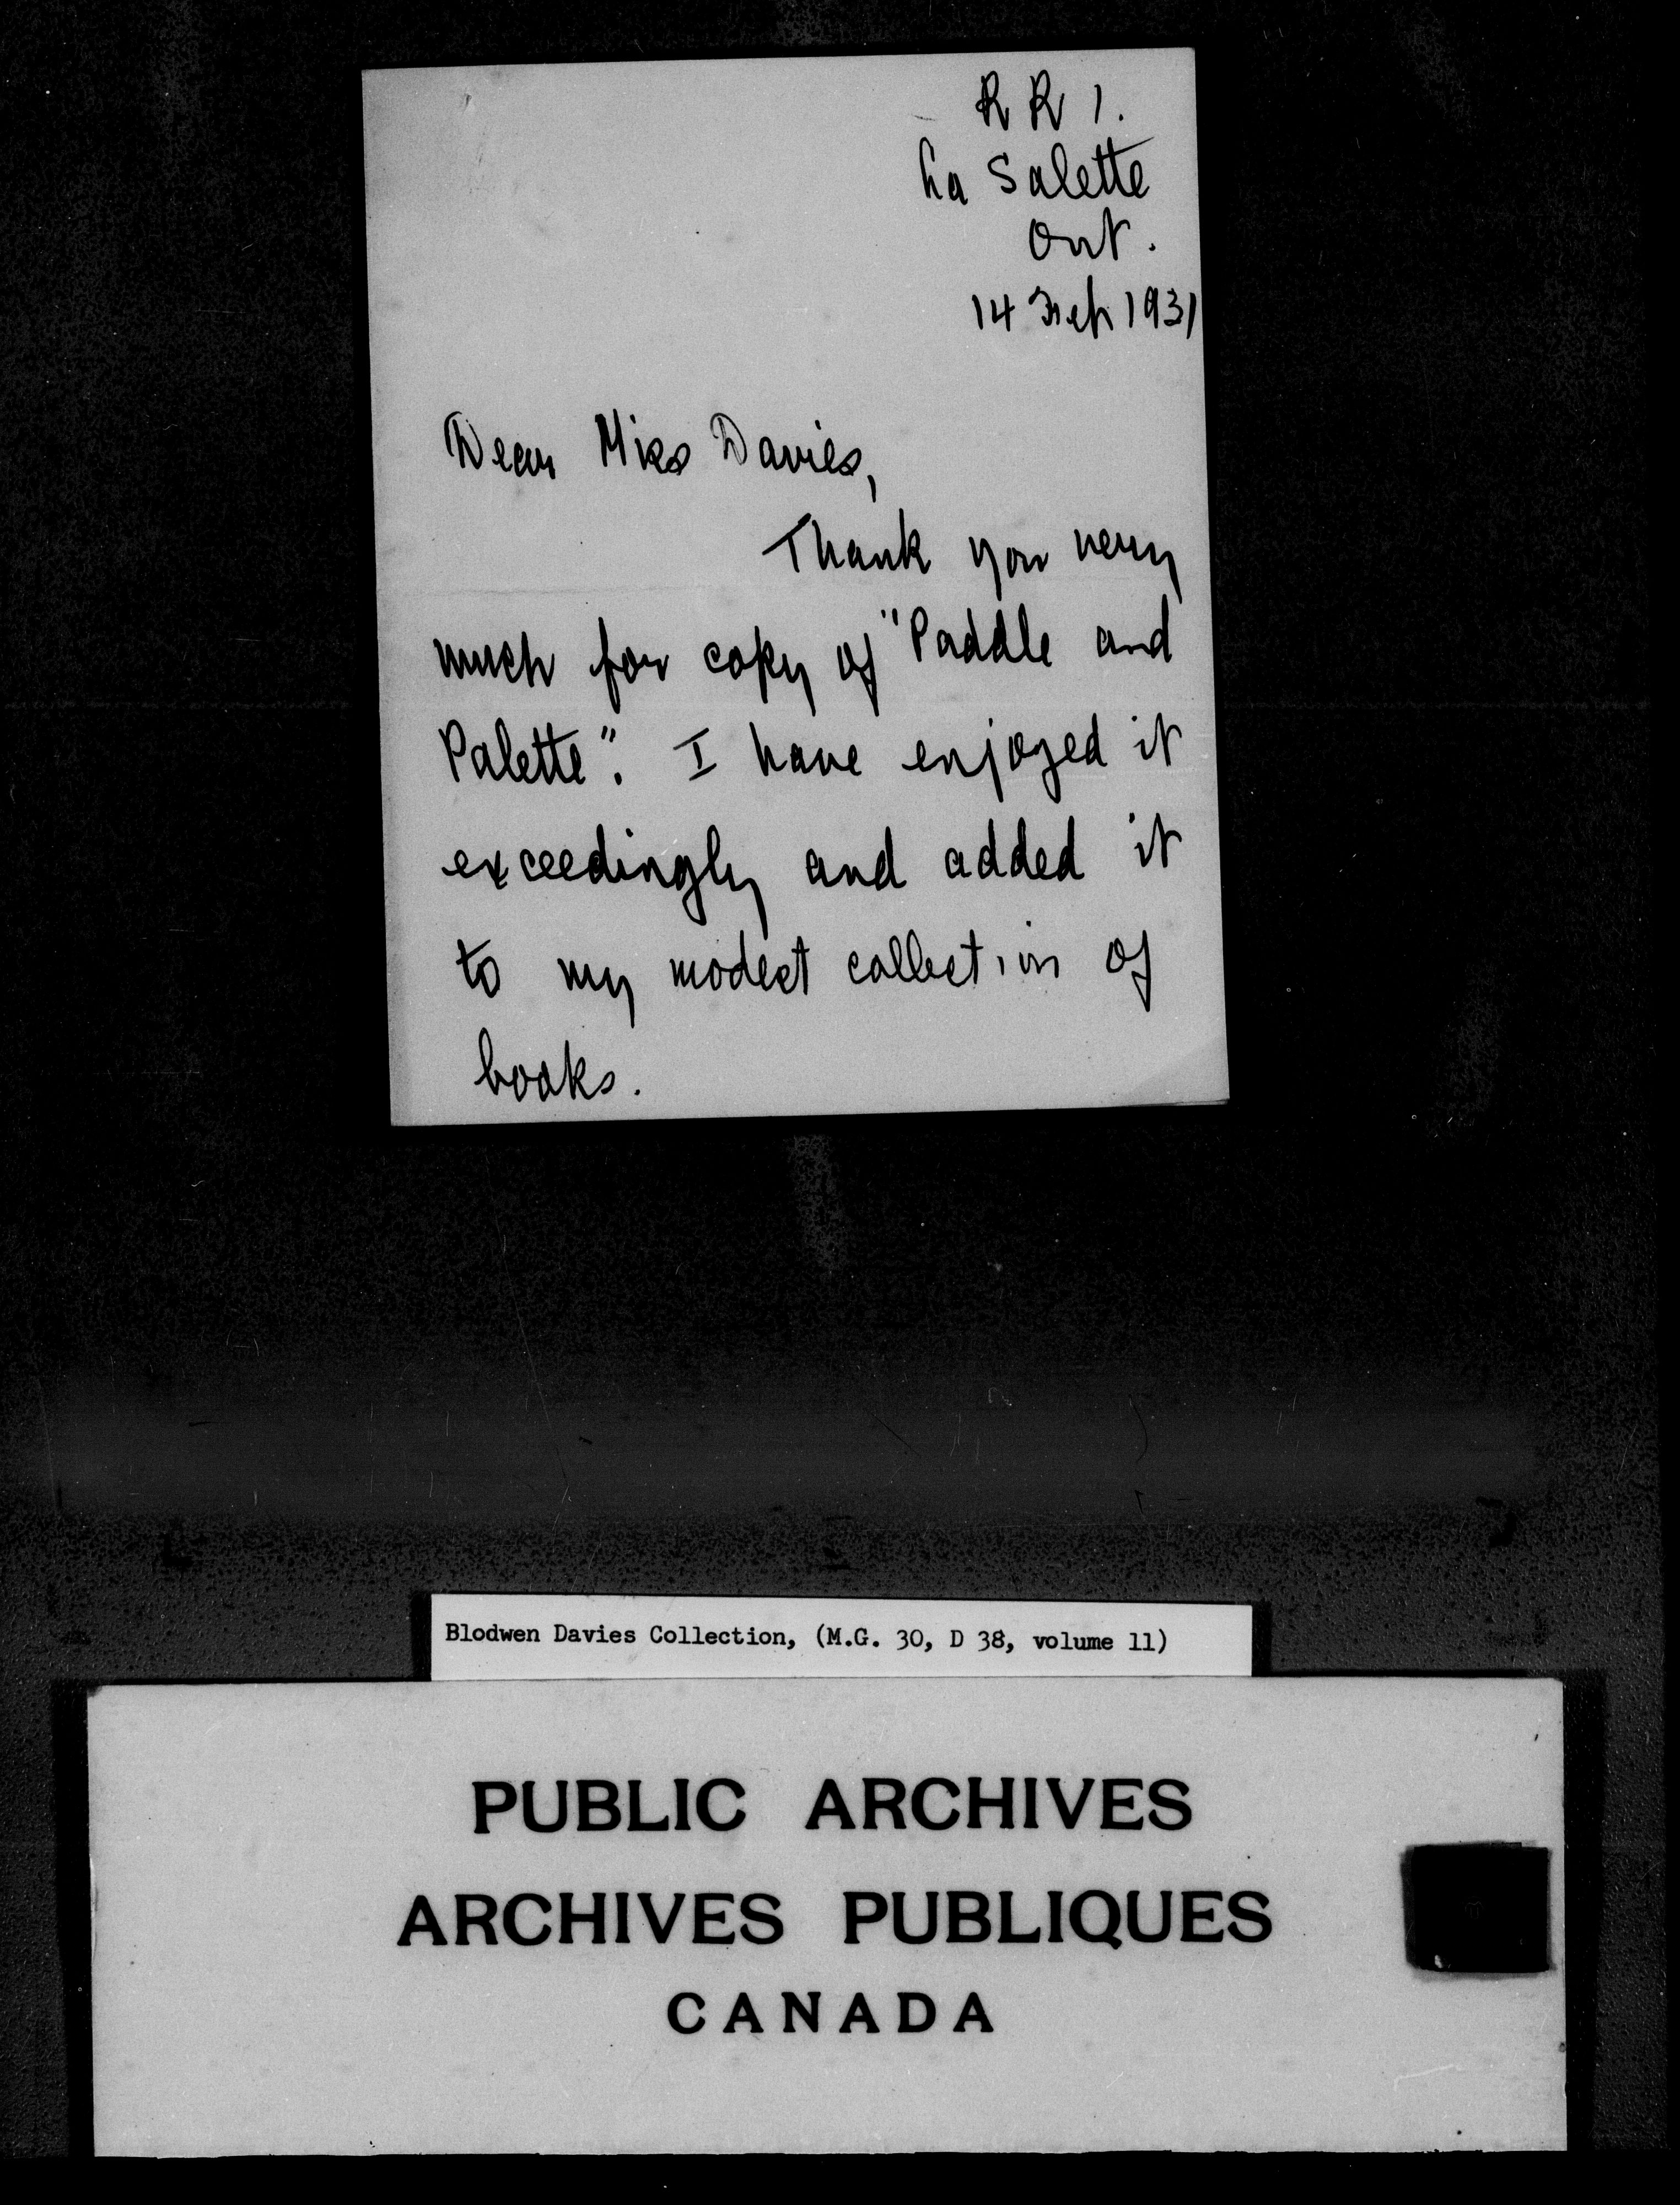 R R 1.
La Salette
Ont.
14 Feb 1931
Dear Miss Davies,
Thank you very
much for copy of "Paddle and
Palette". I have enjoyed it
exceedingly and added it
to my modest collection of
books.
Blodwen Davies Collection, (M.G. 30, D 38, volume 11)
PUBLIC ARCHIVES
ARCHIVES PUBLIQUES
CANADA